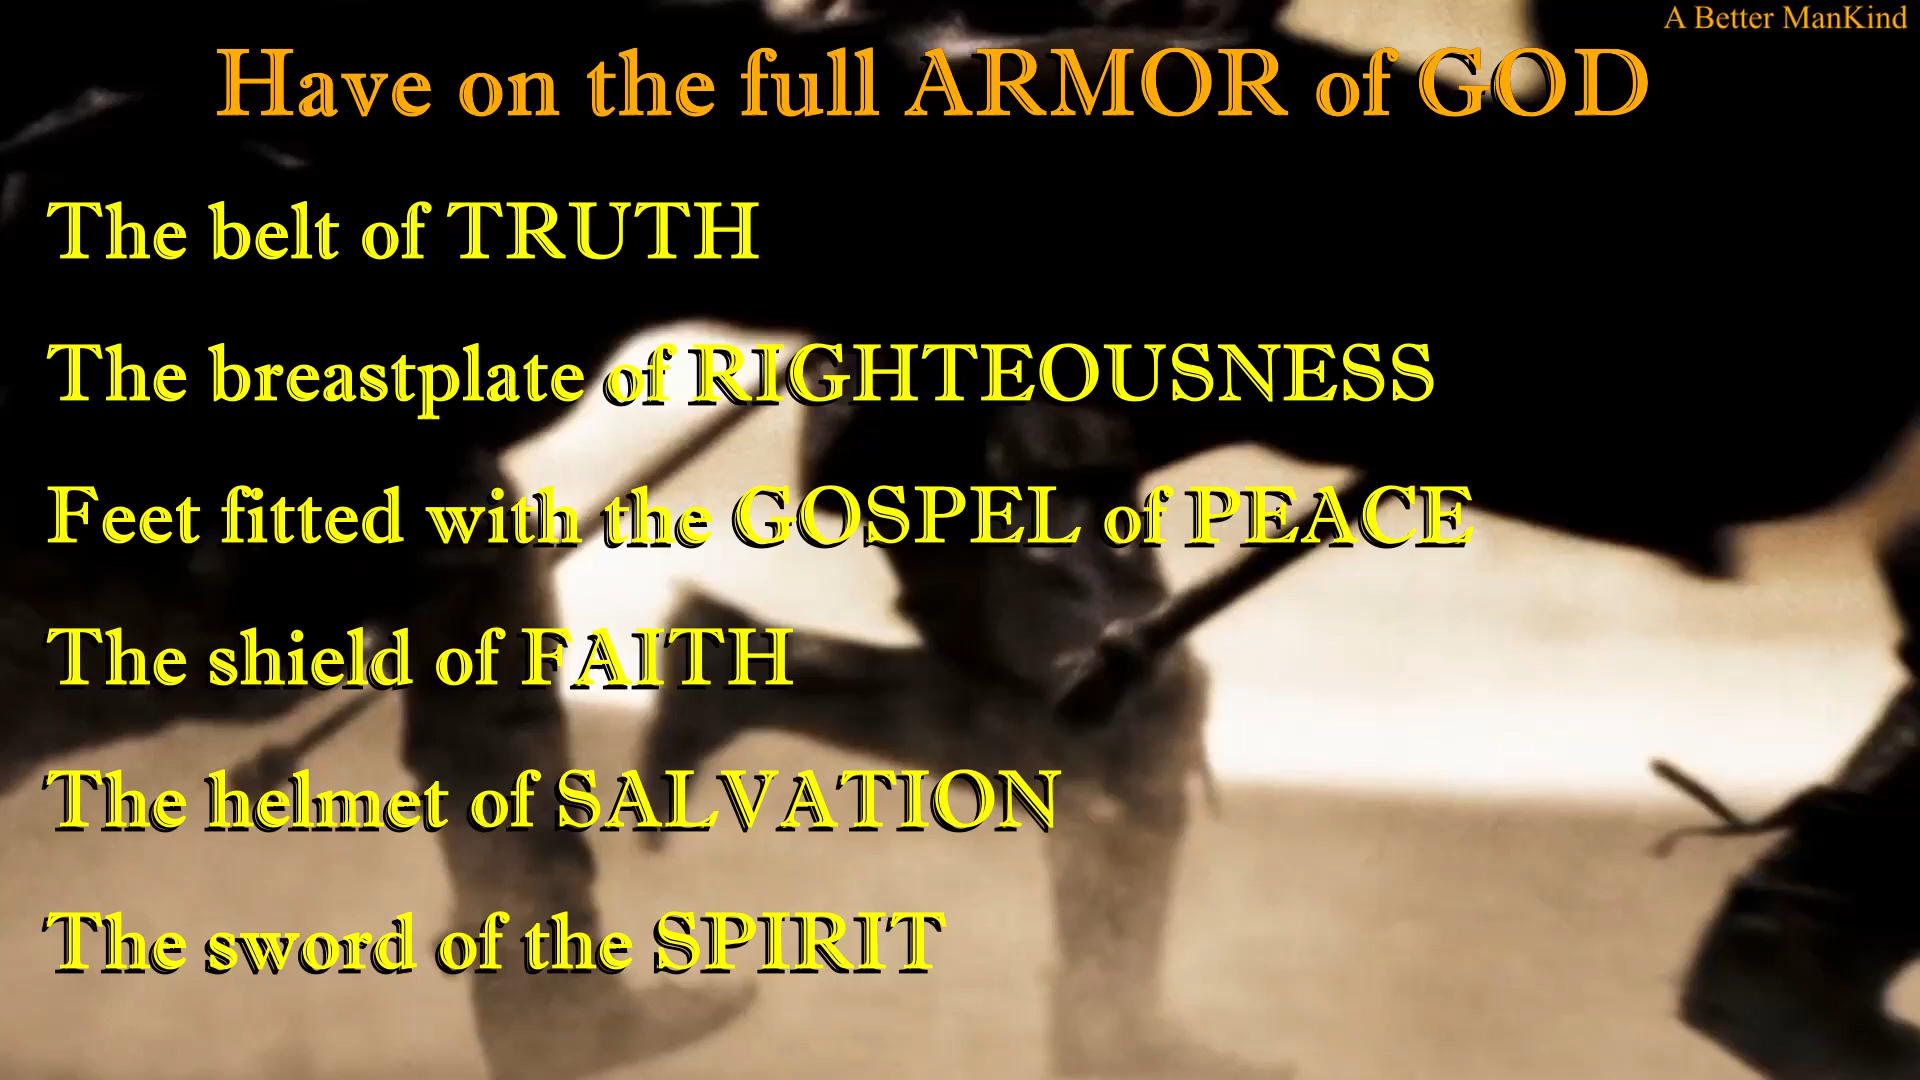 A Better ManKind
Have on the full ARMOR of GOD
The belt of TRUTH
The breastplate of RIGHTEOUSNESS
Feet fitted with the GOSPEL of PEACE
The shield of FAITH
The helmet of SALVATION
The sword of the SPIRIT